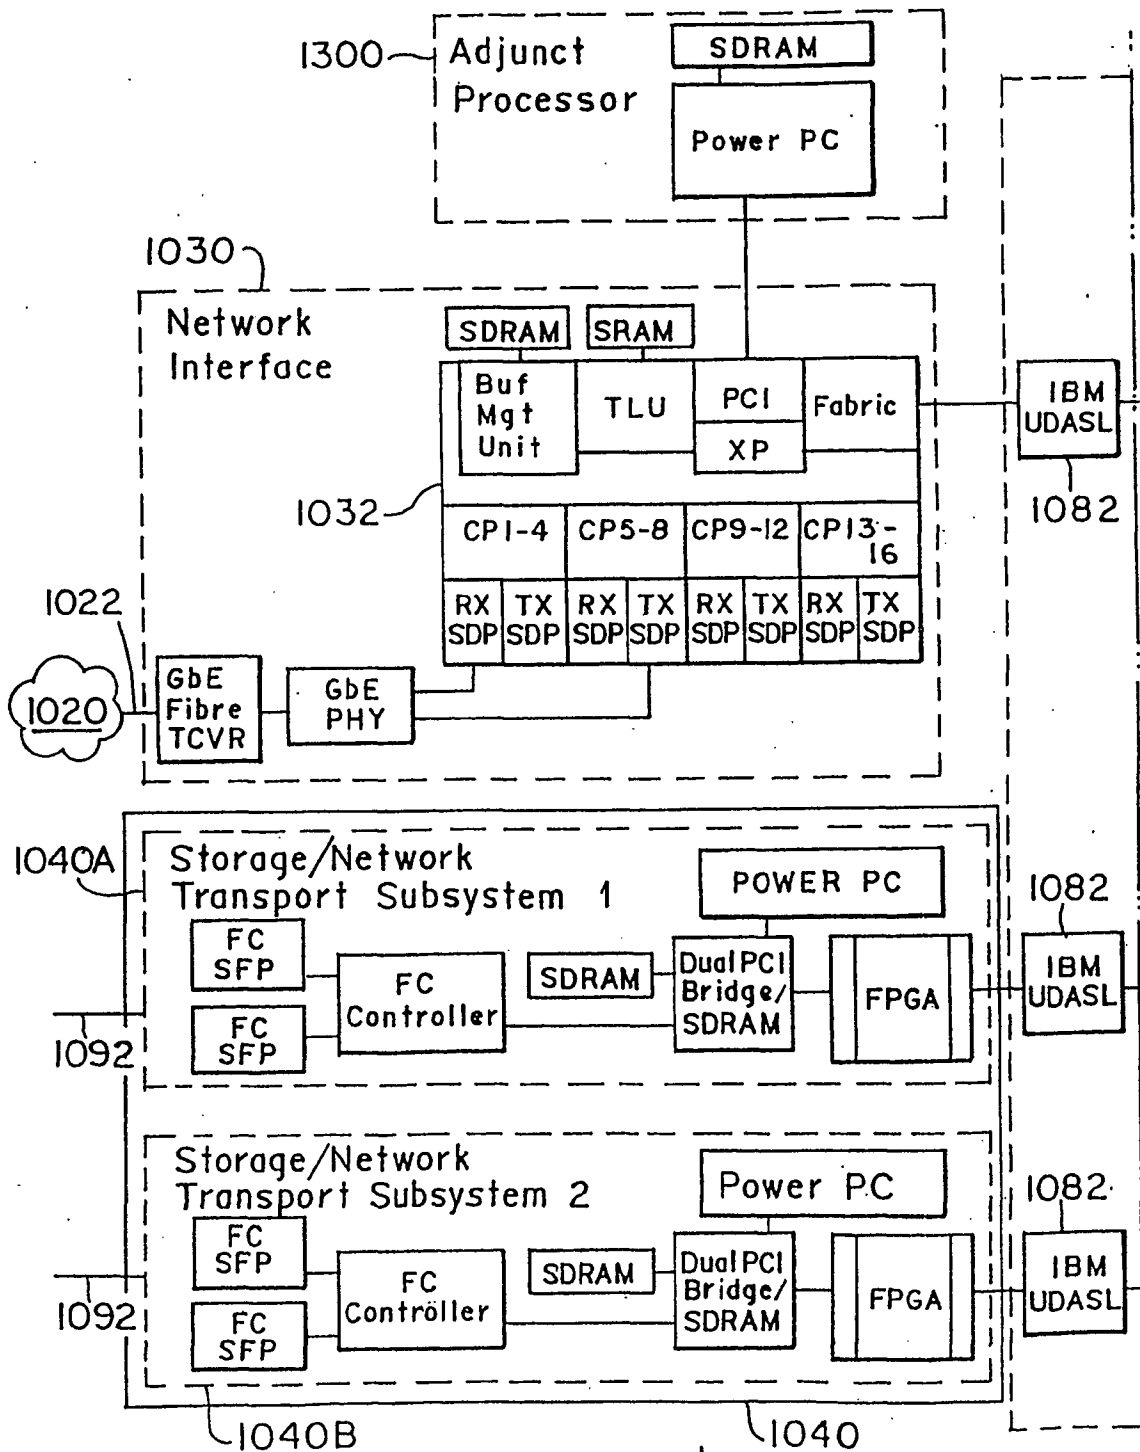 1300
Adjunct
Processor
SDRAM
Power PC
1030
Network
Interface
SDRAM
SRAM
Buf
Mgt
Unit
TLU
PCI
XP
Fabric
IBM
UDASL
1082
1032
CP1-4
CP5-8
CP9-12
CP13-
16
RX
SDP
TX
SDP
RX
SDP
TX
SDP
RX
SDP
TX
SDP
RX
SDP
TX
SDP
1022
1020
GbE
Fibre
TCVR
GbE
PHY
1040A
Storage/Network
Transport Subsystem 1
POWER PC
1082
FC
SFP
FC
SFP
FC
Controller
SDRAM
Dual PCI
Bridge/
SDRAM
FPGA
IBM
UDASL
1092
Storage/Network
Transport Subsystem 2
Power PC
1082
FC
SFP
FC
SFP
FC
Controller
SDRAM
Dual PCI
Bridge/
SDRAM
FPGA
IBM
UDASL
1092
1040B
1040